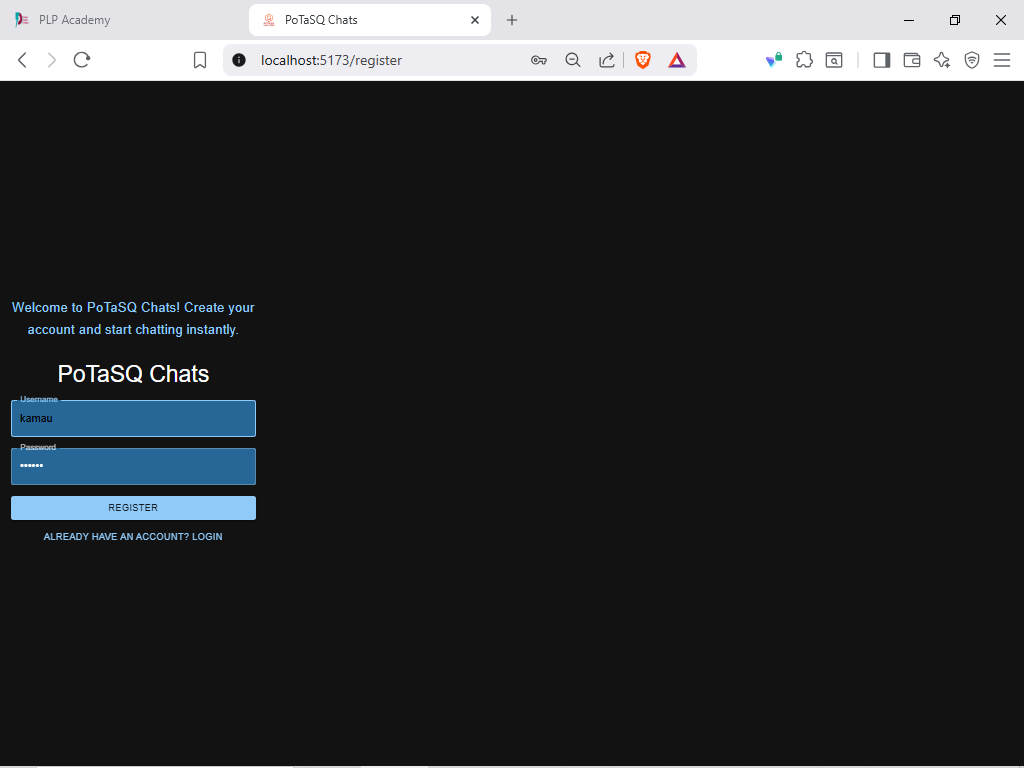 PLP Academy
PoTaSQ Chats
localhost:5173/register
Welcome to PoTaSQ Chats! Create your
account and start chatting instantly.
PoTaSQ Chats
Username
kamau
Password
••••••
REGISTER
ALREADY HAVE AN ACCOUNT? LOGIN